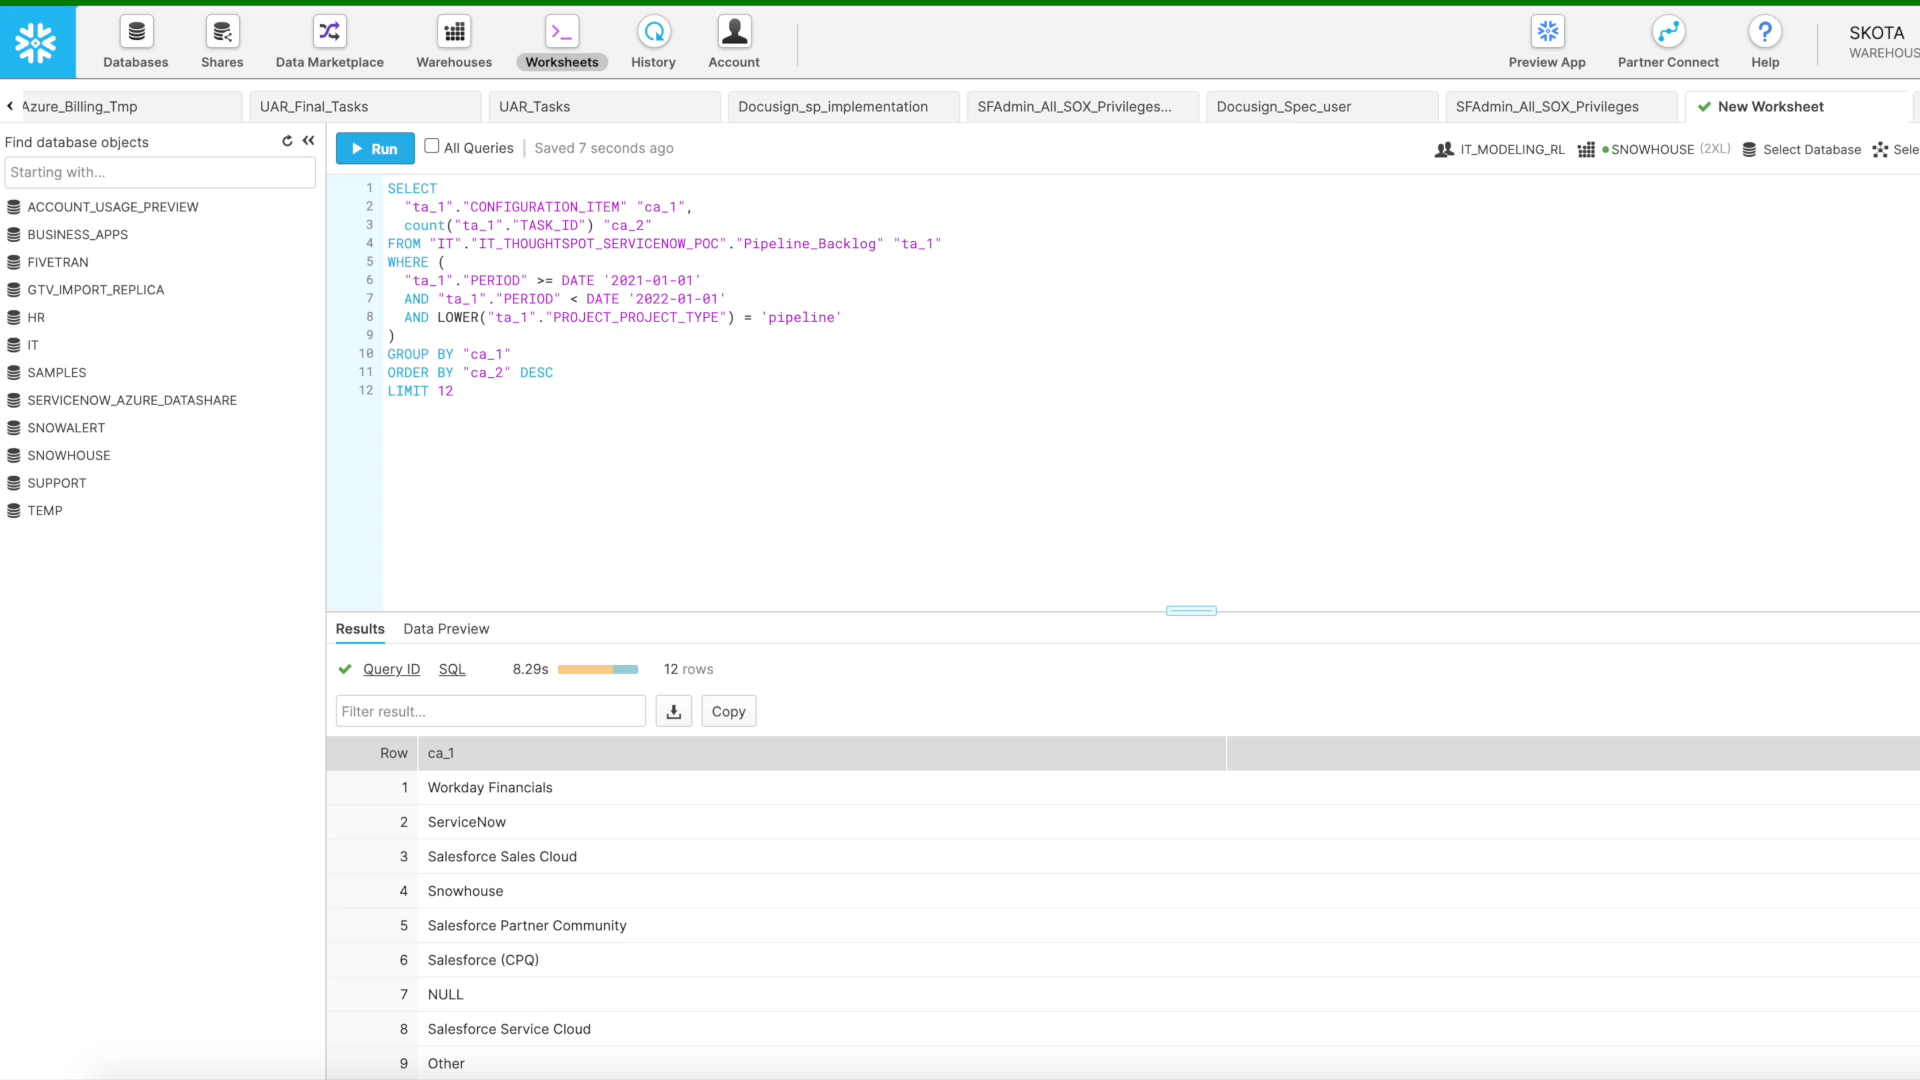 Databases
Shares
Data Marketplace
Warehouses
Worksheets
History
Account
Preview App
Partner Connect
Help
SKOTA
WAREHOUS
Azure_Billing_Tmp
UAR_Final_Tasks
UAR_Tasks
Docusign_sp_implementation
SFAdmin_All_SOX_Privileges...
Docusign_Spec_user
SFAdmin_All_SOX_Privileges
New Worksheet
Find database objects
Starting with...
ACCOUNT_USAGE_PREVIEW
BUSINESS_APPS
FIVETRAN
GTV_IMPORT_REPLICA
HR
IT
SAMPLES
SERVICENOW_AZURE_DATASHARE
SNOWALERT
SNOWHOUSE
SUPPORT
TEMP
Run
All Queries
Saved 7 seconds ago
IT_MODELING_RL
SNOWHOUSE (2XL)
Select Database
Sele
1 SELECT
2 "ta_1"."CONFIGURATION_ITEM" "ca_1",
3 count("ta_1"."TASK_ID") "ca_2"
4 FROM "IT"."IT_THOUGHTSPOT_SERVICENOW_POC"."Pipeline_Backlog" "ta_1"
5 WHERE (
6 "ta_1"."PERIOD" >= DATE '2021-01-01'
7 AND "ta_1"."PERIOD" < DATE '2022-01-01'
8 AND LOWER("ta_1"."PROJECT_PROJECT_TYPE") = 'pipeline'
9 )
10 GROUP BY "ca_1"
11 ORDER BY "ca_2" DESC
12 LIMIT 12
Results
Data Preview
Query ID
SQL
8.29s
12 rows
Filter result...
Copy
Row ca_1
1 Workday Financials
2 ServiceNow
3 Salesforce Sales Cloud
4 Snowhouse
5 Salesforce Partner Community
6 Salesforce (CPQ)
7 NULL
8 Salesforce Service Cloud
9 Other